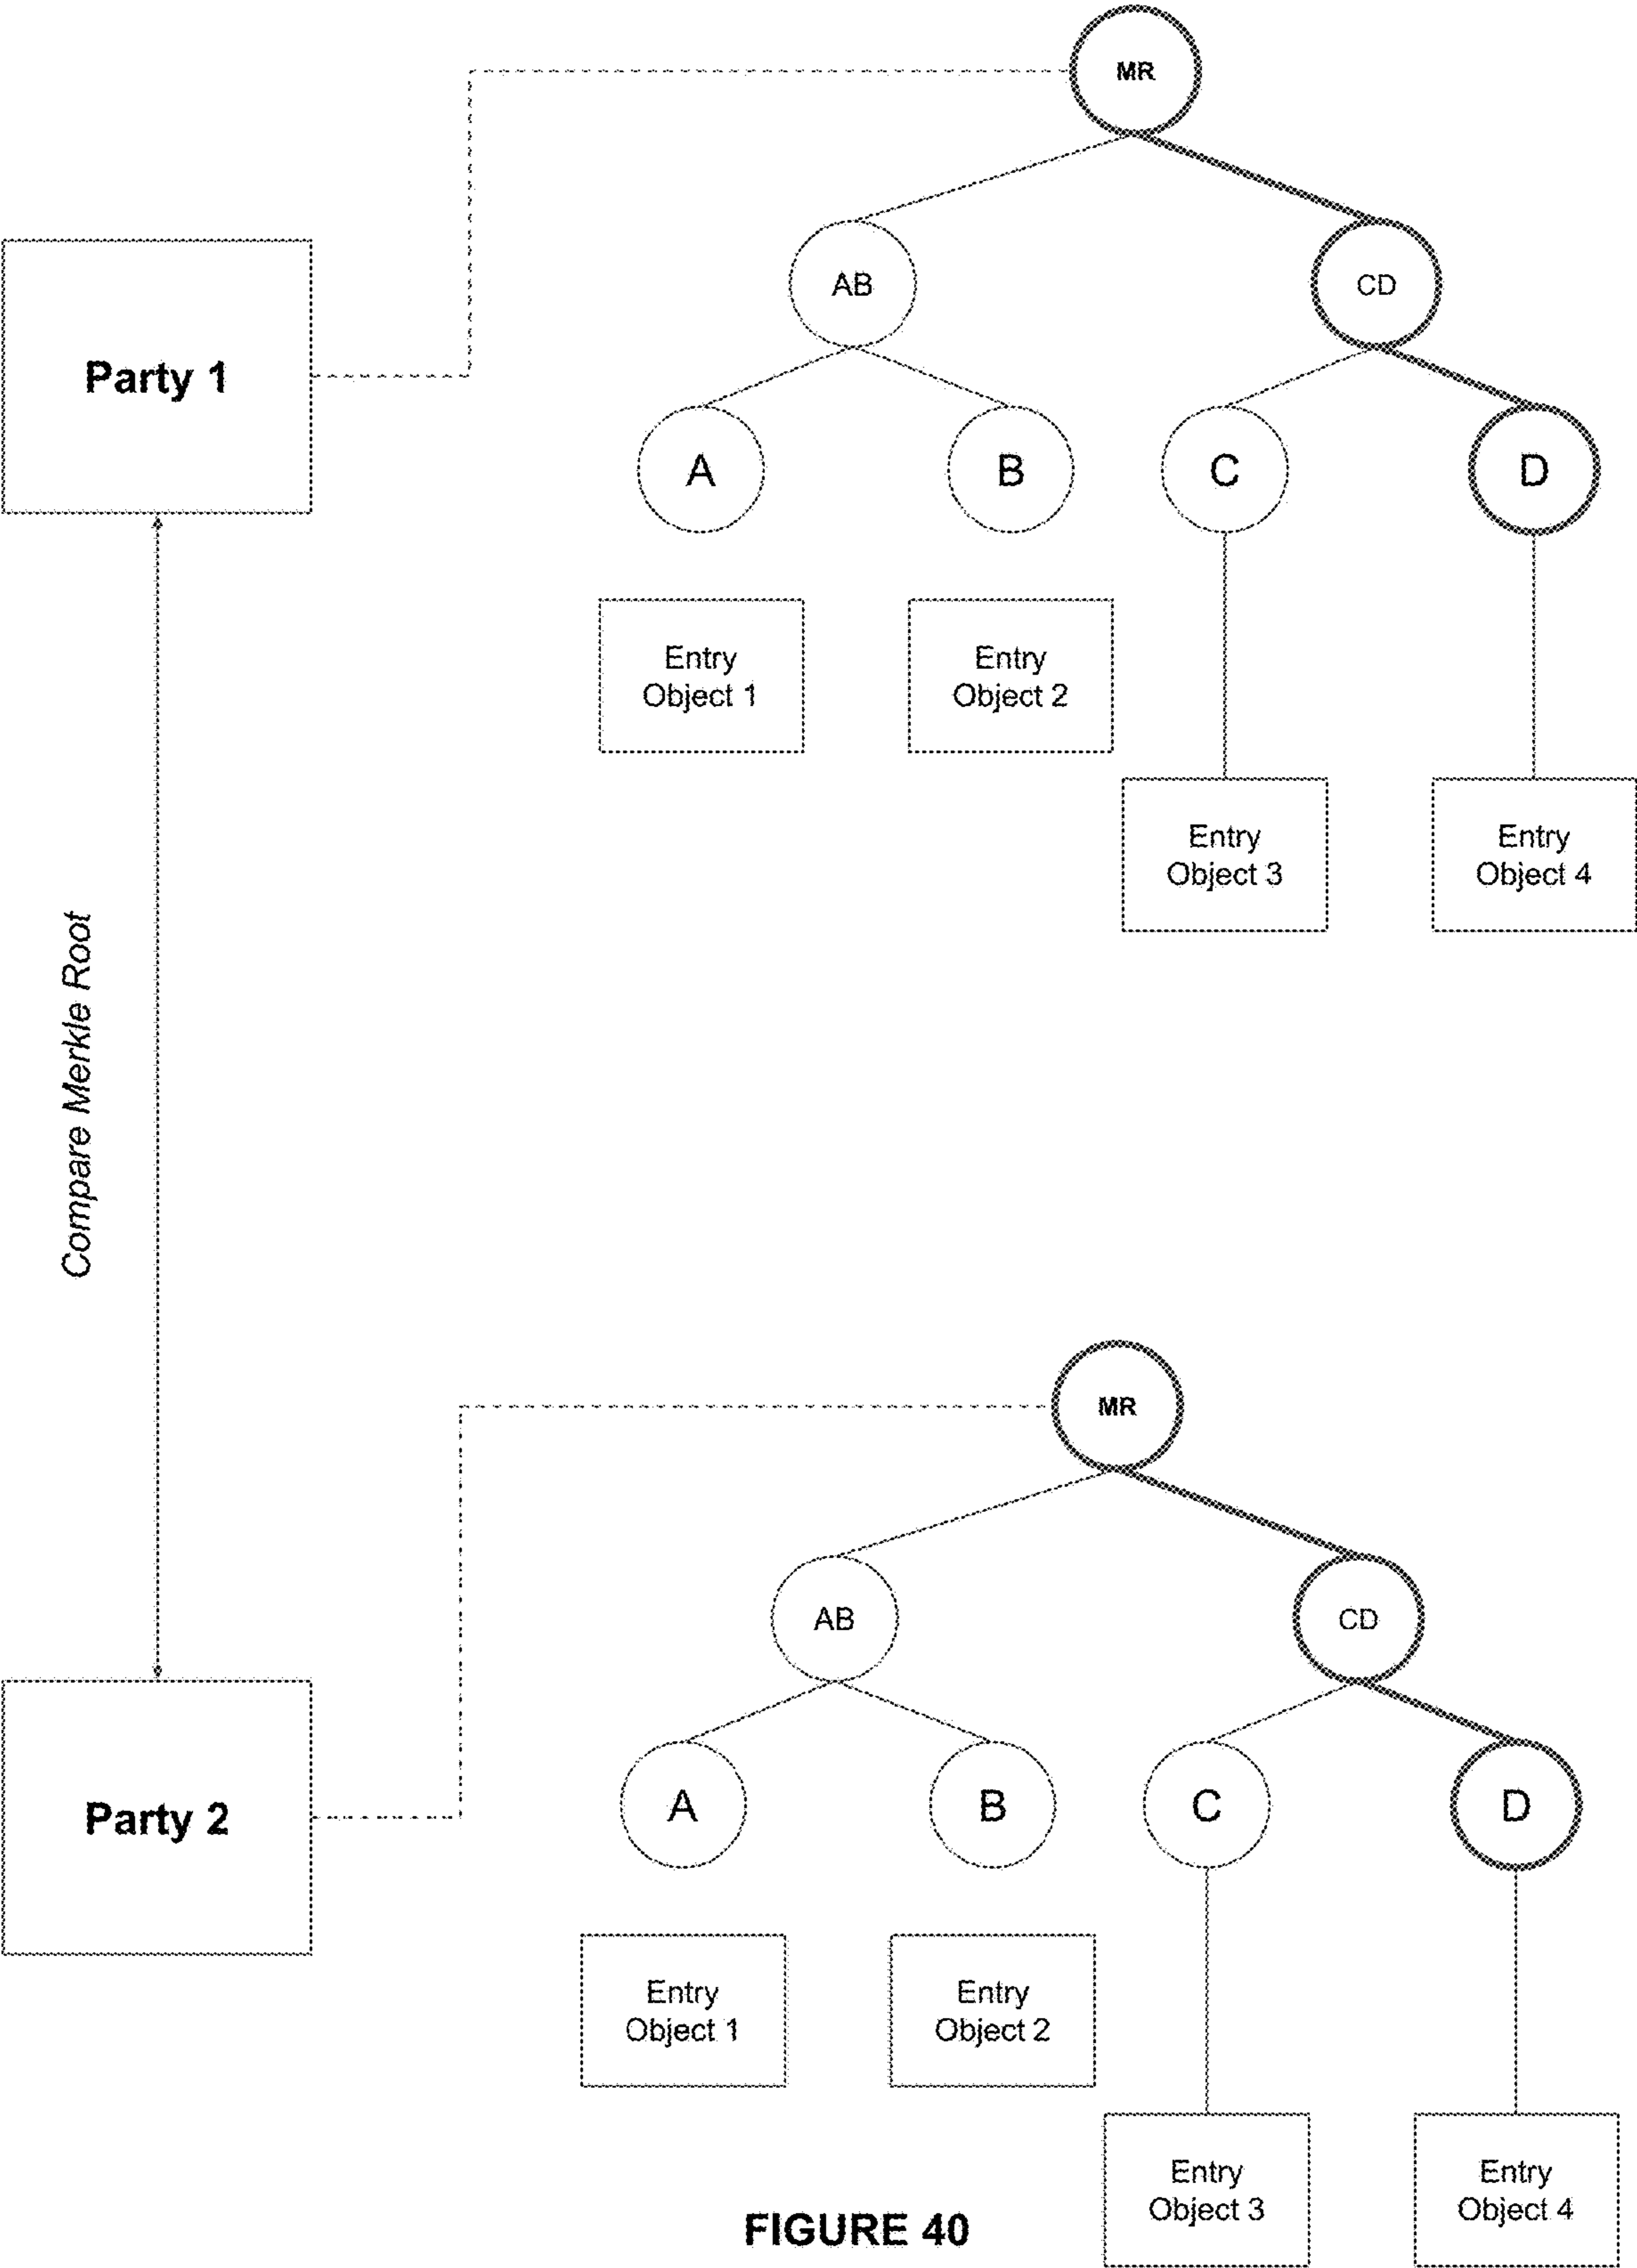 MR
AB
CD
Party 1
A
B
C
D
Entry
Object 1
Entry
Object 2
Entry
Object 3
Entry
Object 4
Compare Merkle Root
MR
AB
CD
Party 2
A
B
C
D
Entry
Object 1
Entry
Object 2
Entry
Object 3
Entry
Object 4
FIGURE 40